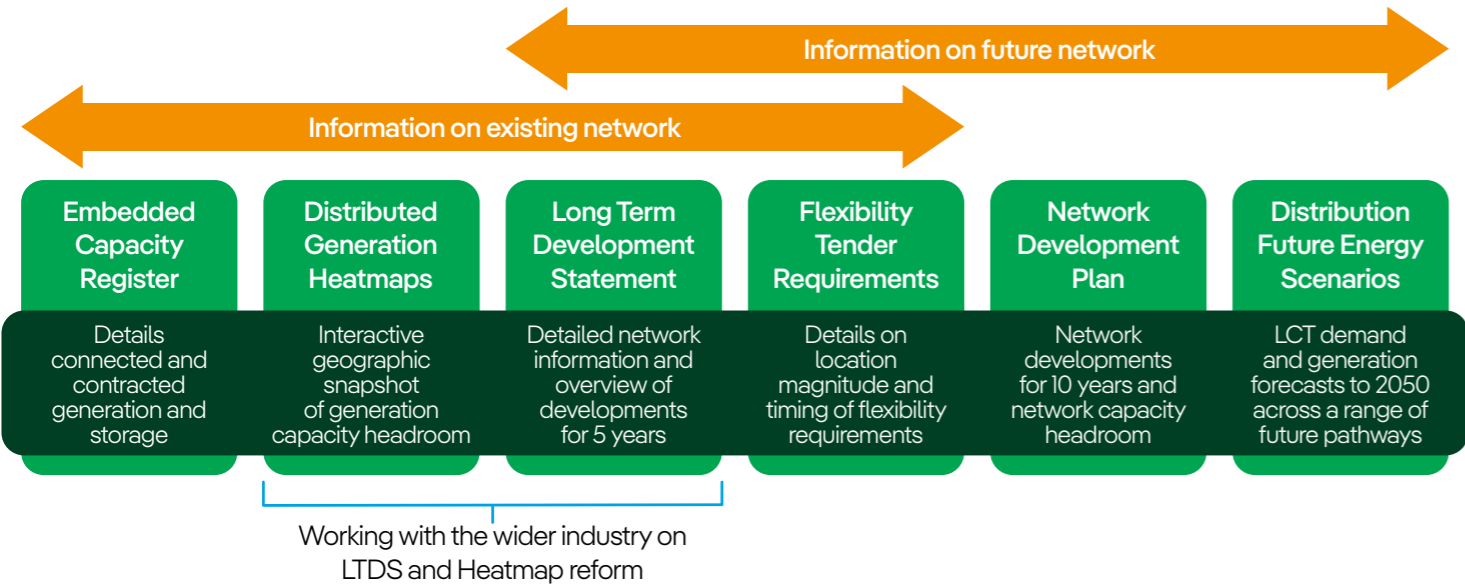 Information on future network
Information on existing network
Embedded
Capacity
Register
Details
connected and
contracted
generation and
storage
Distributed
Generation
Heatmaps
Interactive
geographic
snapshot
of generation
capacity headroom
Long Term
Development
Statement
Detailed network
information and
overview of
developments
for 5 years
Flexibility
Tender
Requirements
Details on
location
magnitude and
timing of flexibility
requirements
Network
Development
Plan
Network
developments
for 10 years and
network capacity
headroom
Distribution
Future Energy
Scenarios
LCT demand
and generation
forecasts to 2050
across a range of
future pathways
Working with the wider industry on
LTDS and Heatmap reform